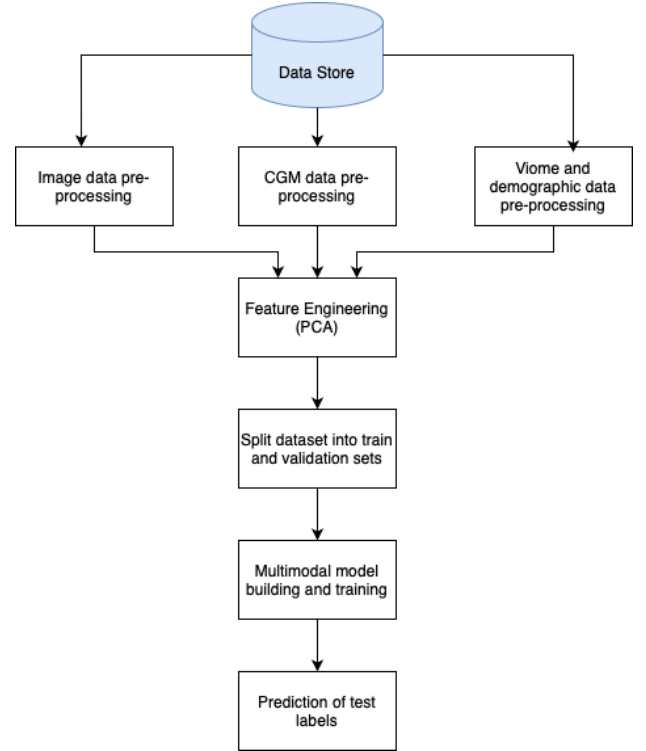 Data Store
Image data pre-
processing
CGM data pre-
processing
Viome and
demographic data
pre-processing
Feature Engineering
(PCA)
Split dataset into train
and validation sets
Multimodal model
building and training
Prediction of test
labels